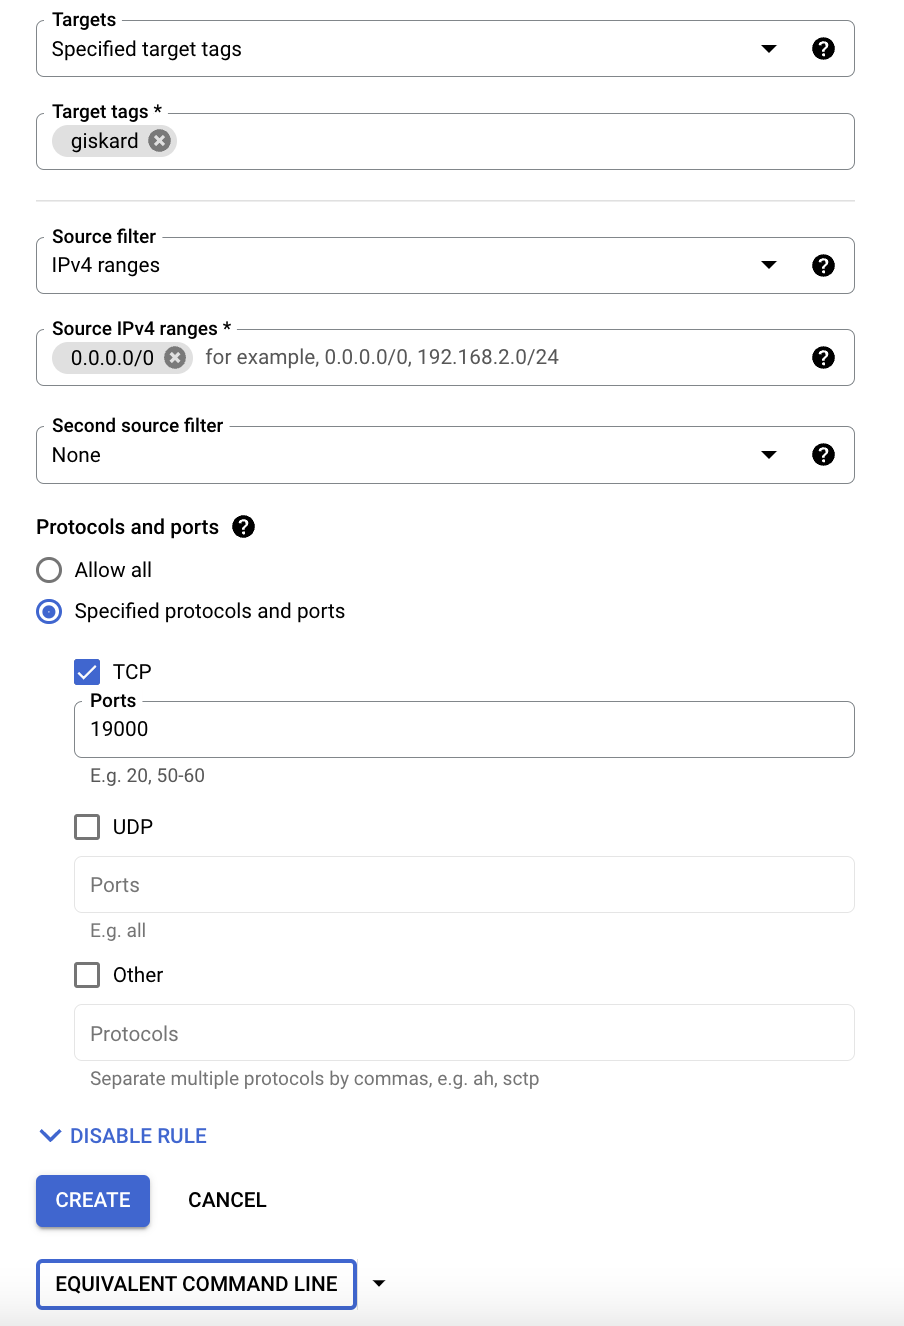 Targets
Specified target tags
Target tags *
giskard
Source filter
IPv4 ranges
Source IPv4 ranges *
0.0.0.0/0 for example, 0.0.0.0/0, 192.168.2.0/24
Second source filter
None
Protocols and ports
Allow all
Specified protocols and ports
TCP
Ports
19000
E.g. 20, 50-60
UDP
Ports
E.g. all
Other
Protocols
Separate multiple protocols by commas, e.g. ah, sctp
DISABLE RULE
CREATE CANCEL
EQUIVALENT COMMAND LINE